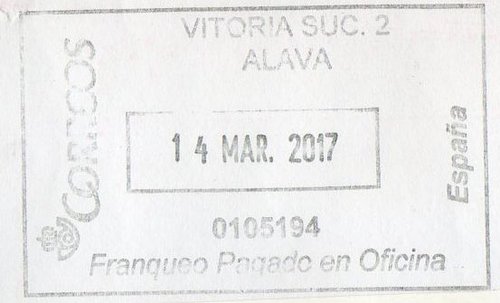 VITORIA SUC. 2
ALAVA
CORREOS
14 MAR. 2017
España
0105194
Franqueo Pagado en Oficina